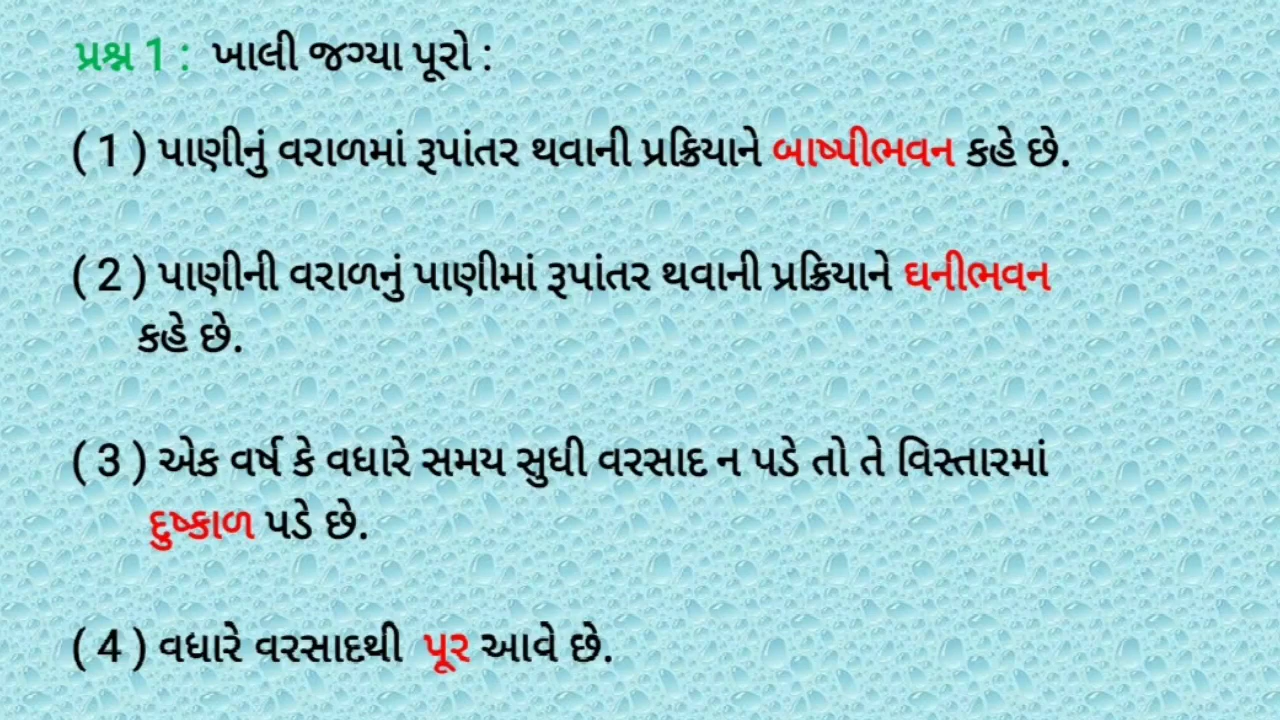 પ્રશ્ન 1 : ખાલી જગ્યા પૂરો :
( 1 ) પાણીનું વરાળમાં રૂપાંતર થવાની પ્રક્રિયાને બાષ્પીભવન કહે છે.
( 2 ) પાણીની વરાળનું પાણીમાં રૂપાંતર થવાની પ્રક્રિયાને ઘનીભવન
કહે છે.
( 3 ) એક વર્ષ કે વધારે સમય સુધી વરસાદ ન પડે તો તે વિસ્તારમાં
દુષ્કાળ પડે છે.
( 4 ) વધારે વરસાદથી પૂર આવે છે.